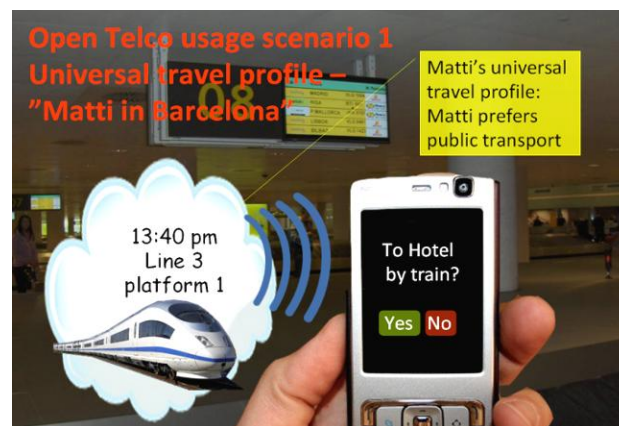 Open Telco usage scenario 1
Universal travel profile –
”Matti in Barcelona”
08
Matti’s universal
travel profile:
Matti prefers
public transport
13:40 pm
Line 3
platform 1
To Hotel
by train?
Yes No